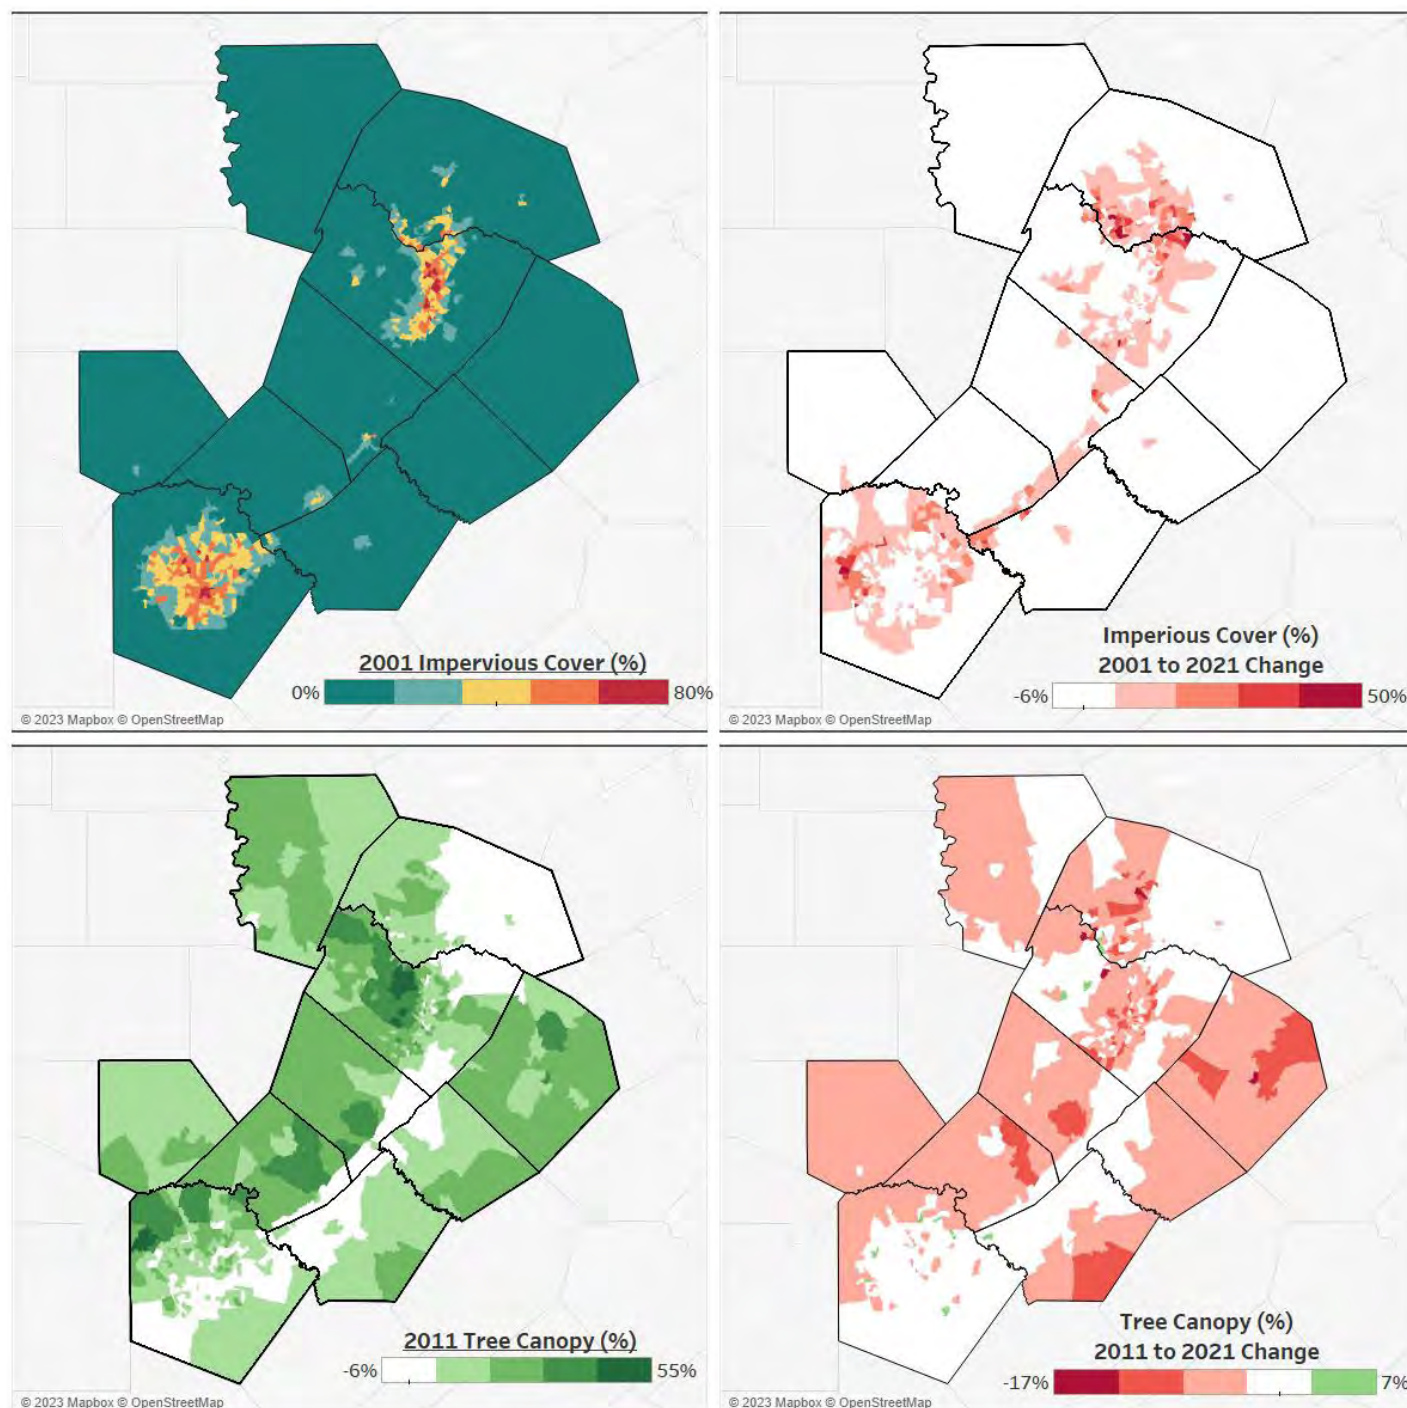 2001 Impervious Cover (%)
0%
80%
© 2023 Mapbox © OpenStreetMap
Imperious Cover (%)
2001 to 2021 Change
-6%
50%
© 2023 Mapbox © OpenStreetMap
2011 Tree Canopy (%)
-6%
55%
© 2023 Mapbox © OpenStreetMap
Tree Canopy (%)
2011 to 2021 Change
-17%
7%
© 2023 Mapbox © OpenStreetMap